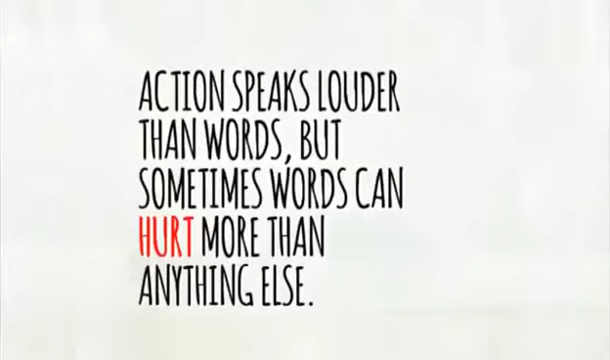 ACTION SPEAKS LOUDER
THAN WORDS, BUT
SOMETIMES WORDS CAN
HURT MORE THAN
ANYTHING ELSE.